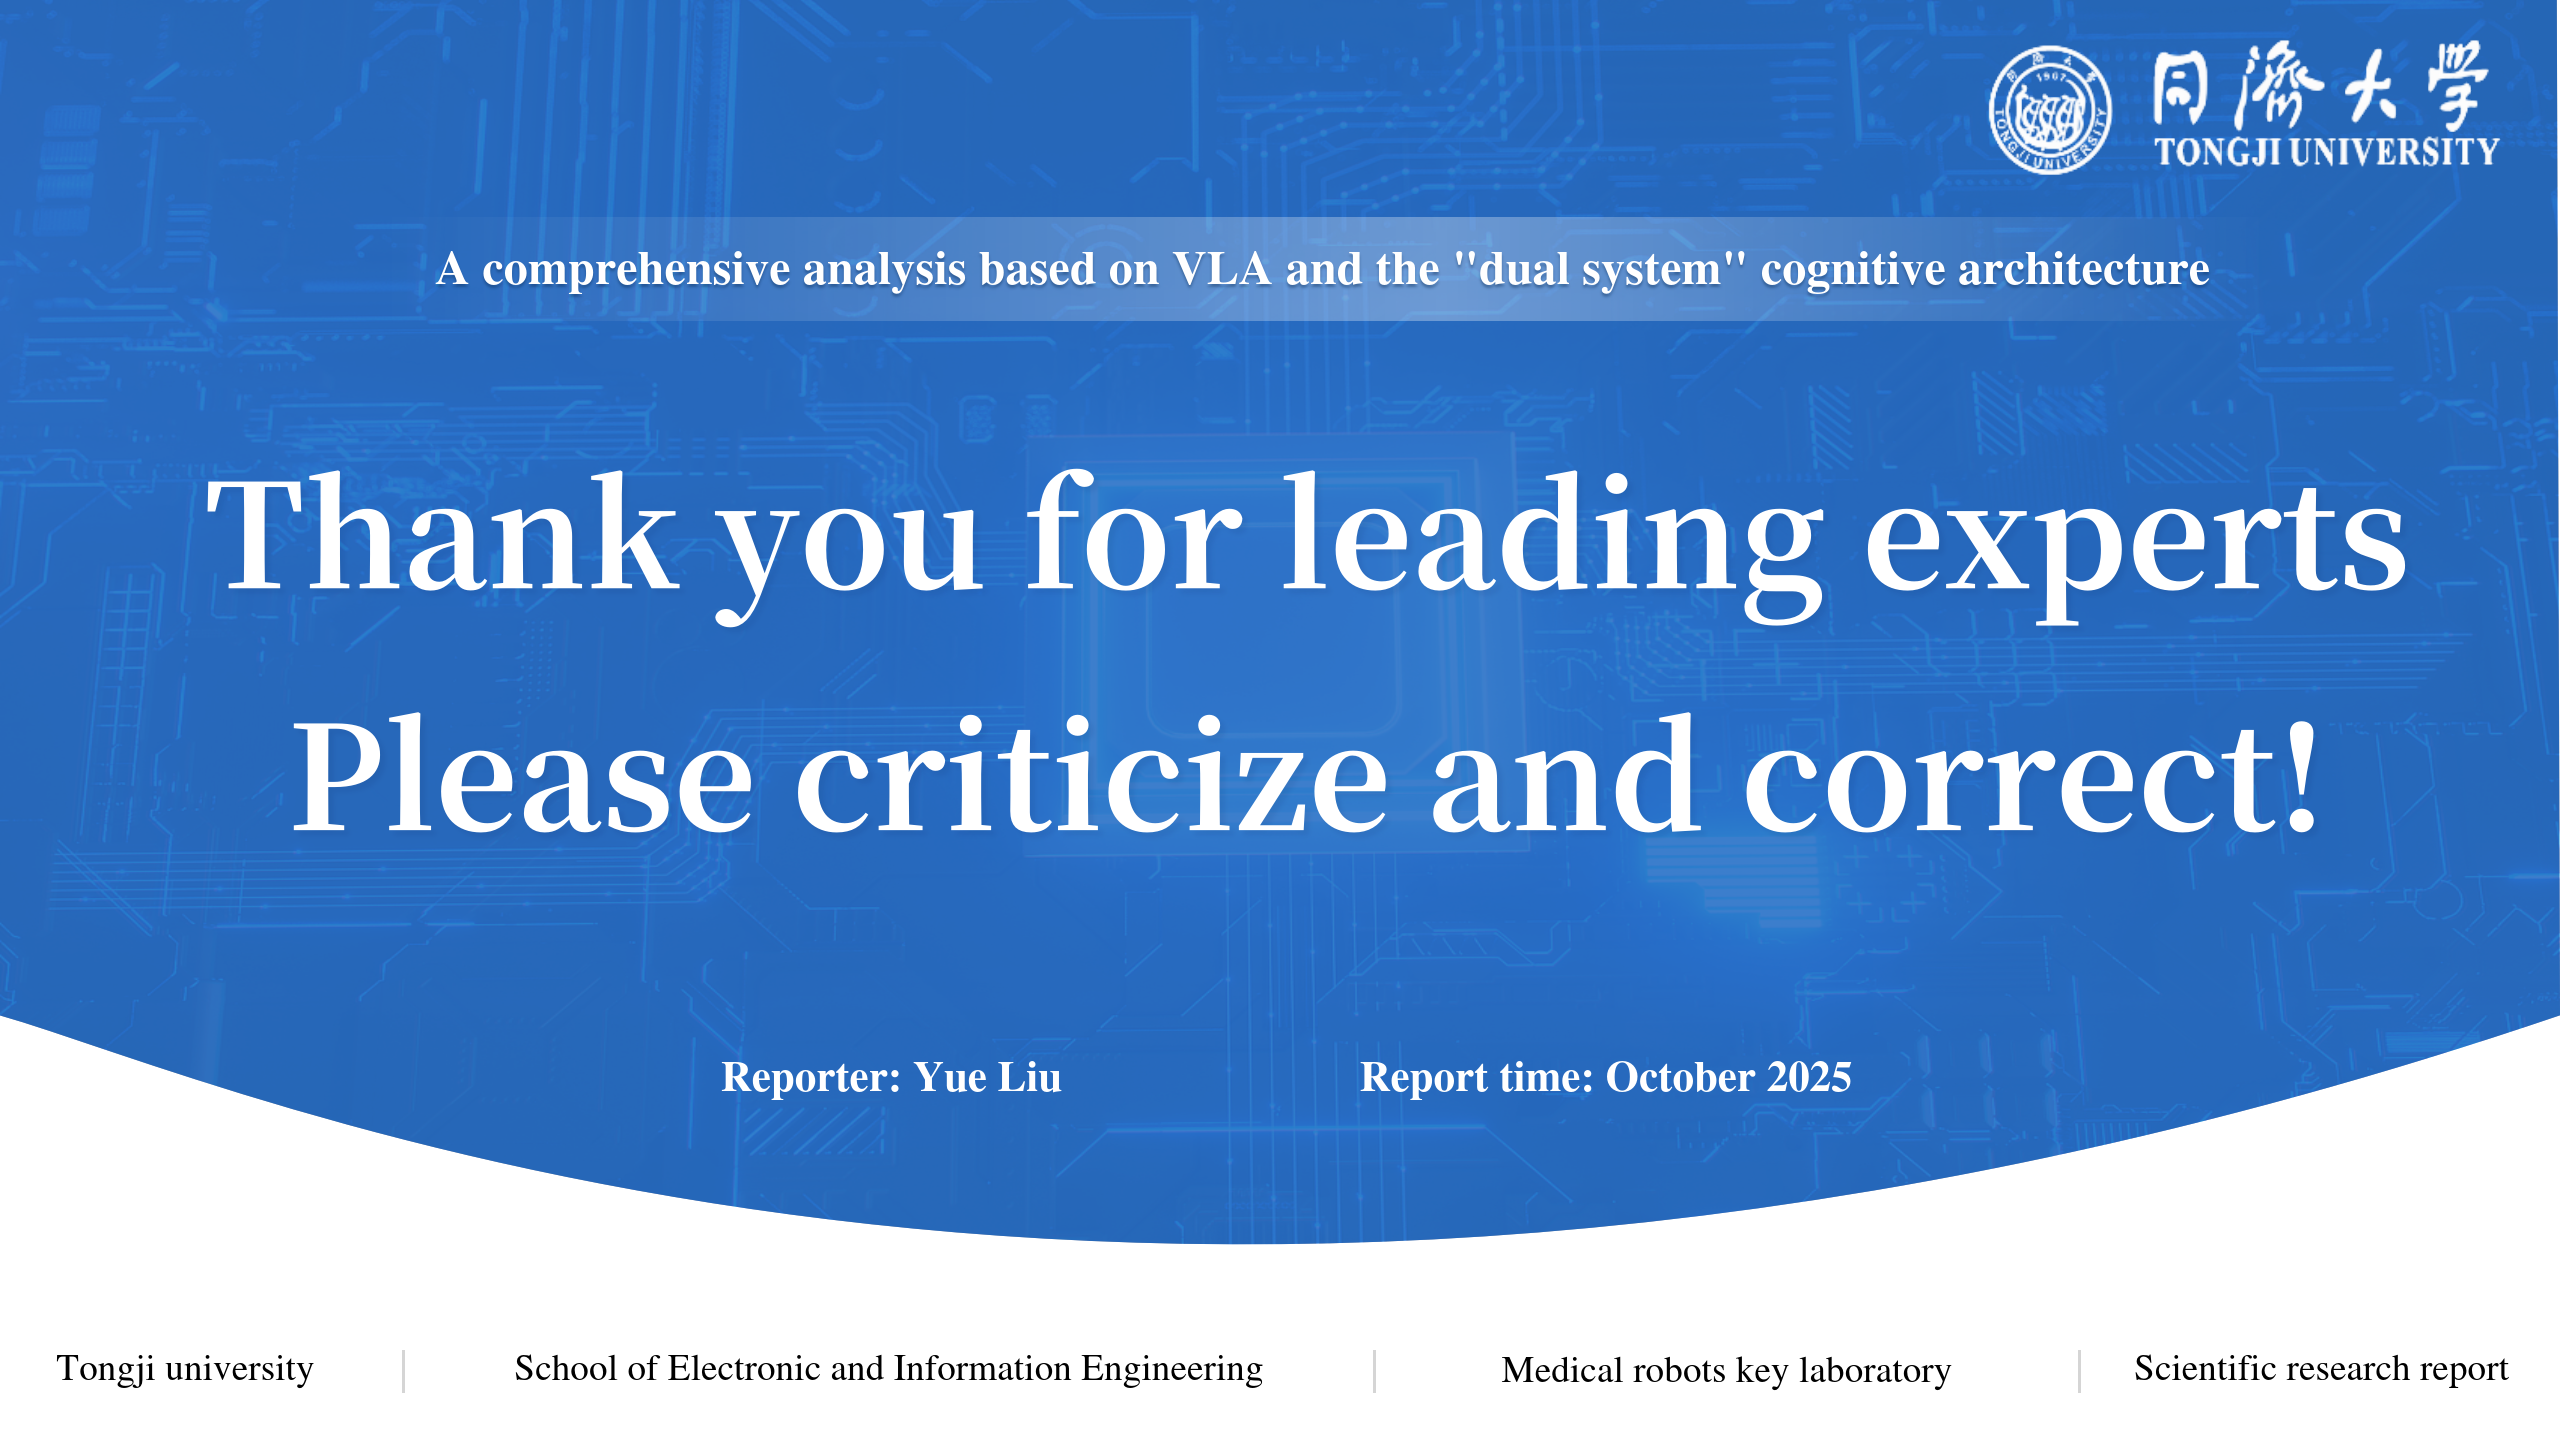 同濟大学
1907
TONGJI UNIVERSITY
TONGJI UNIVERSITY
A comprehensive analysis based on VLA and the "dual system" cognitive architecture
Thank you for leading experts
Please criticize and correct!
Reporter: Yue Liu
Report time: October 2025
Tongji university
School of Electronic and Information Engineering
Medical robots key laboratory
Scientific research report